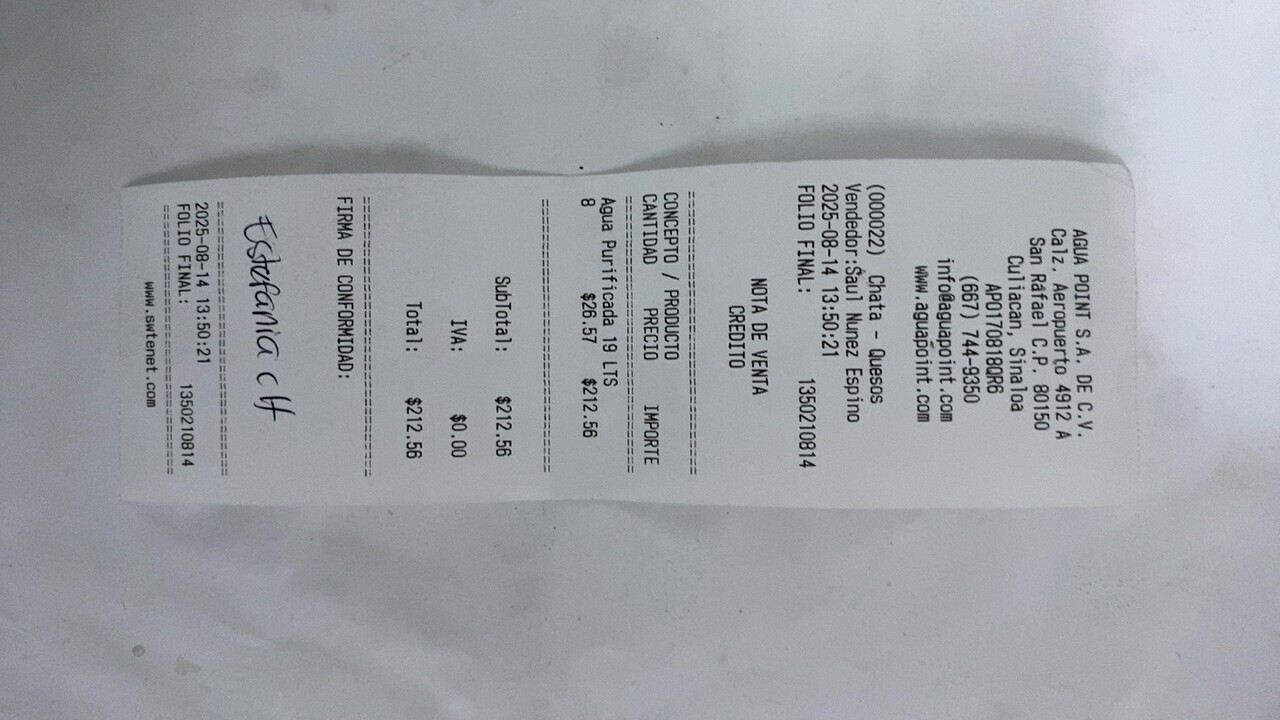 AGUA POINT S.A. DE C.V.
Calz. Aeropuerto 4912 A
San Rafael C.P. 80150
Culiacan, Sinaloa
APO170818QR6
(667) 744-9350
info@aguapoint.com
www.aguapoint.com
(000022) Chata - Quesos
Vendedor:Saul Nunez Espino
2025-08-14 13:50:21
FOLIO FINAL: 1350210814
NOTA DE VENTA
CREDITO
===============================
CONCEPTO / PRODUCTO
CANTIDAD PRECIO IMPORTE
===============================
Agua Purificada 19 LTS
8 $26.57 $212.56
===============================
SubTotal: $212.56
IVA: $0.00
Total: $212.56
===============================
FIRMA DE CONFORMIDAD:
Estefania c H
===============================
2025-08-14 13:50:21
FOLIO FINAL: 1350210814
===============================
www.swtenet.com